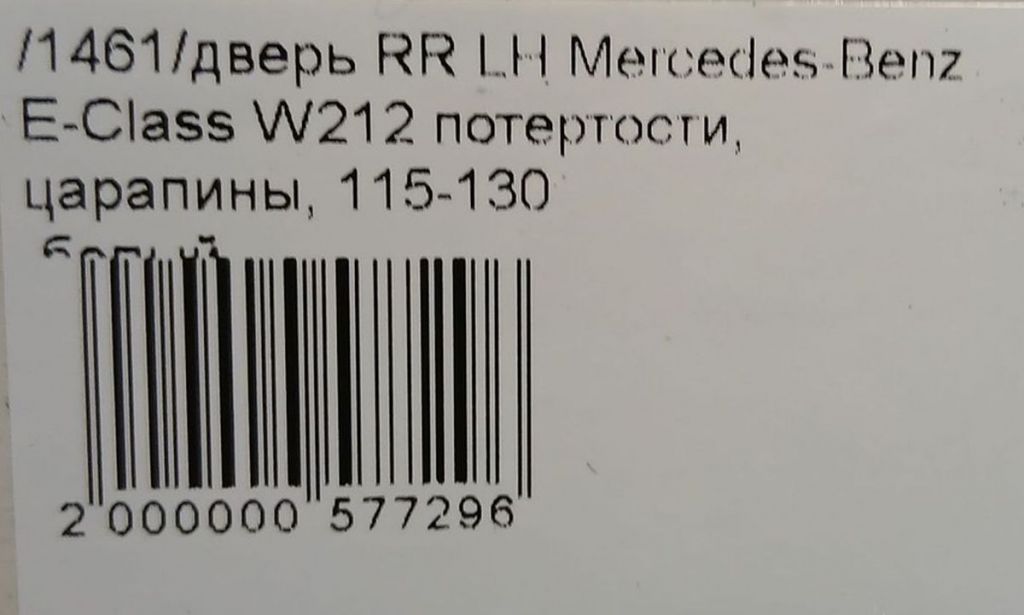 /1461/дверь RR LH Mercedes-Benz
E-Class W212 потертости,
царапины, 115-130
2 000000 577296